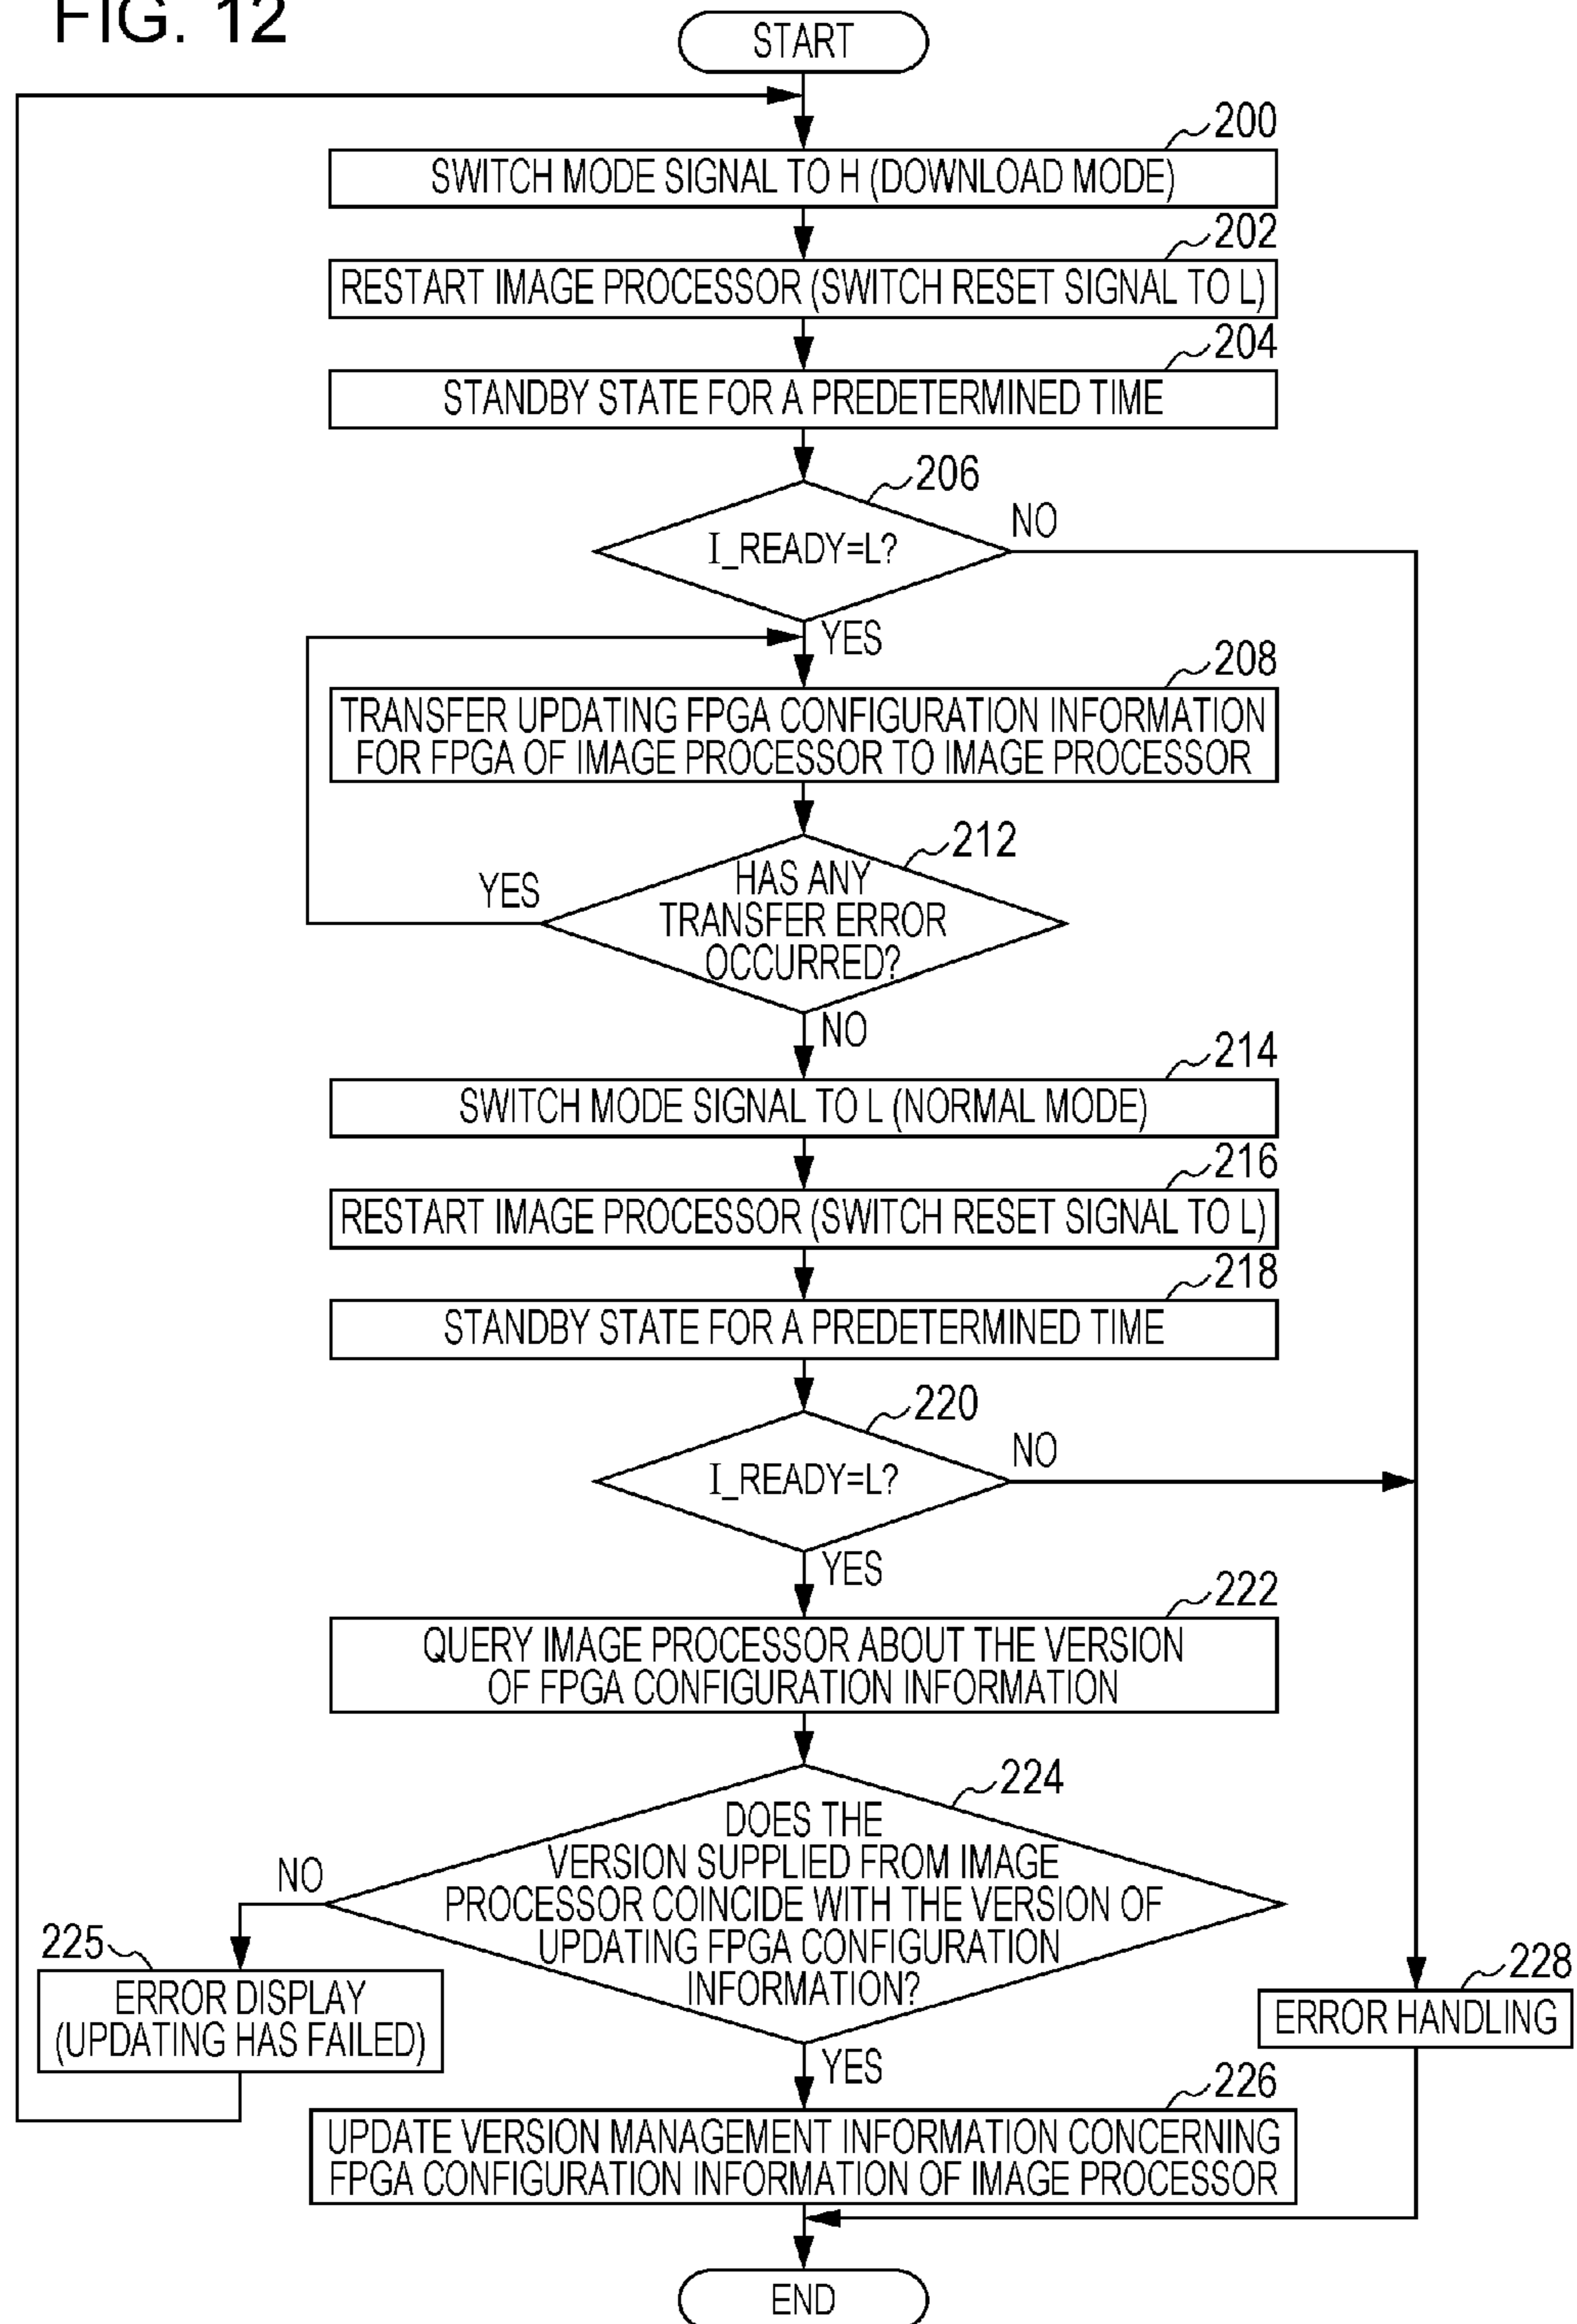 FIG. 12
START
200
SWITCH MODE SIGNAL TO H (DOWNLOAD MODE)
202
RESTART IMAGE PROCESSOR (SWITCH RESET SIGNAL TO L)
204
STANDBY STATE FOR A PREDETERMINED TIME
206
I_READY=L?
NO
YES
208
TRANSFER UPDATING FPGA CONFIGURATION INFORMATION
FOR FPGA OF IMAGE PROCESSOR TO IMAGE PROCESSOR
212
HAS ANY
TRANSFER ERROR
OCCURRED?
YES
NO
214
SWITCH MODE SIGNAL TO L (NORMAL MODE)
216
RESTART IMAGE PROCESSOR (SWITCH RESET SIGNAL TO L)
218
STANDBY STATE FOR A PREDETERMINED TIME
220
I_READY=L?
NO
YES
222
QUERY IMAGE PROCESSOR ABOUT THE VERSION
OF FPGA CONFIGURATION INFORMATION
224
DOES THE
VERSION SUPPLIED FROM IMAGE
PROCESSOR COINCIDE WITH THE VERSION OF
UPDATING FPGA CONFIGURATION
INFORMATION?
NO
225
ERROR DISPLAY
(UPDATING HAS FAILED)
228
ERROR HANDLING
YES
226
UPDATE VERSION MANAGEMENT INFORMATION CONCERNING
FPGA CONFIGURATION INFORMATION OF IMAGE PROCESSOR
END